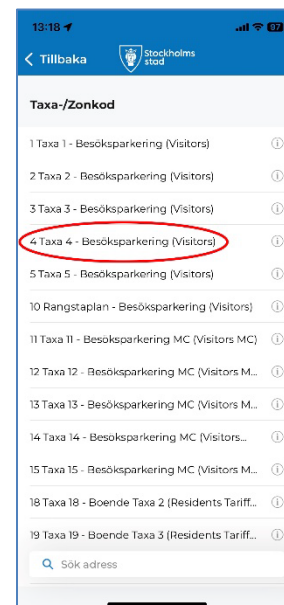 13:18 97
Tillbaka Stockholms stad
Taxa-/Zonkod
1 Taxa 1 - Besöksparkering (Visitors)
2 Taxa 2 - Besöksparkering (Visitors)
3 Taxa 3 - Besöksparkering (Visitors)
4 Taxa 4 - Besöksparkering (Visitors)
5 Taxa 5 - Besöksparkering (Visitors)
10 Rangstaplan - Besöksparkering (Visitors)
11 Taxa 11 - Besöksparkering MC (Visitors MC)
12 Taxa 12 - Besöksparkering MC (Visitors M...
13 Taxa 13 - Besöksparkering MC (Visitors M...
14 Taxa 14 - Besöksparkering MC (Visitors...
15 Taxa 15 - Besöksparkering MC (Visitors M...
18 Taxa 18 - Boende Taxa 2 (Residents Tariff...
19 Taxa 19 - Boende Taxa 3 (Residents Tariff...
Sök adress